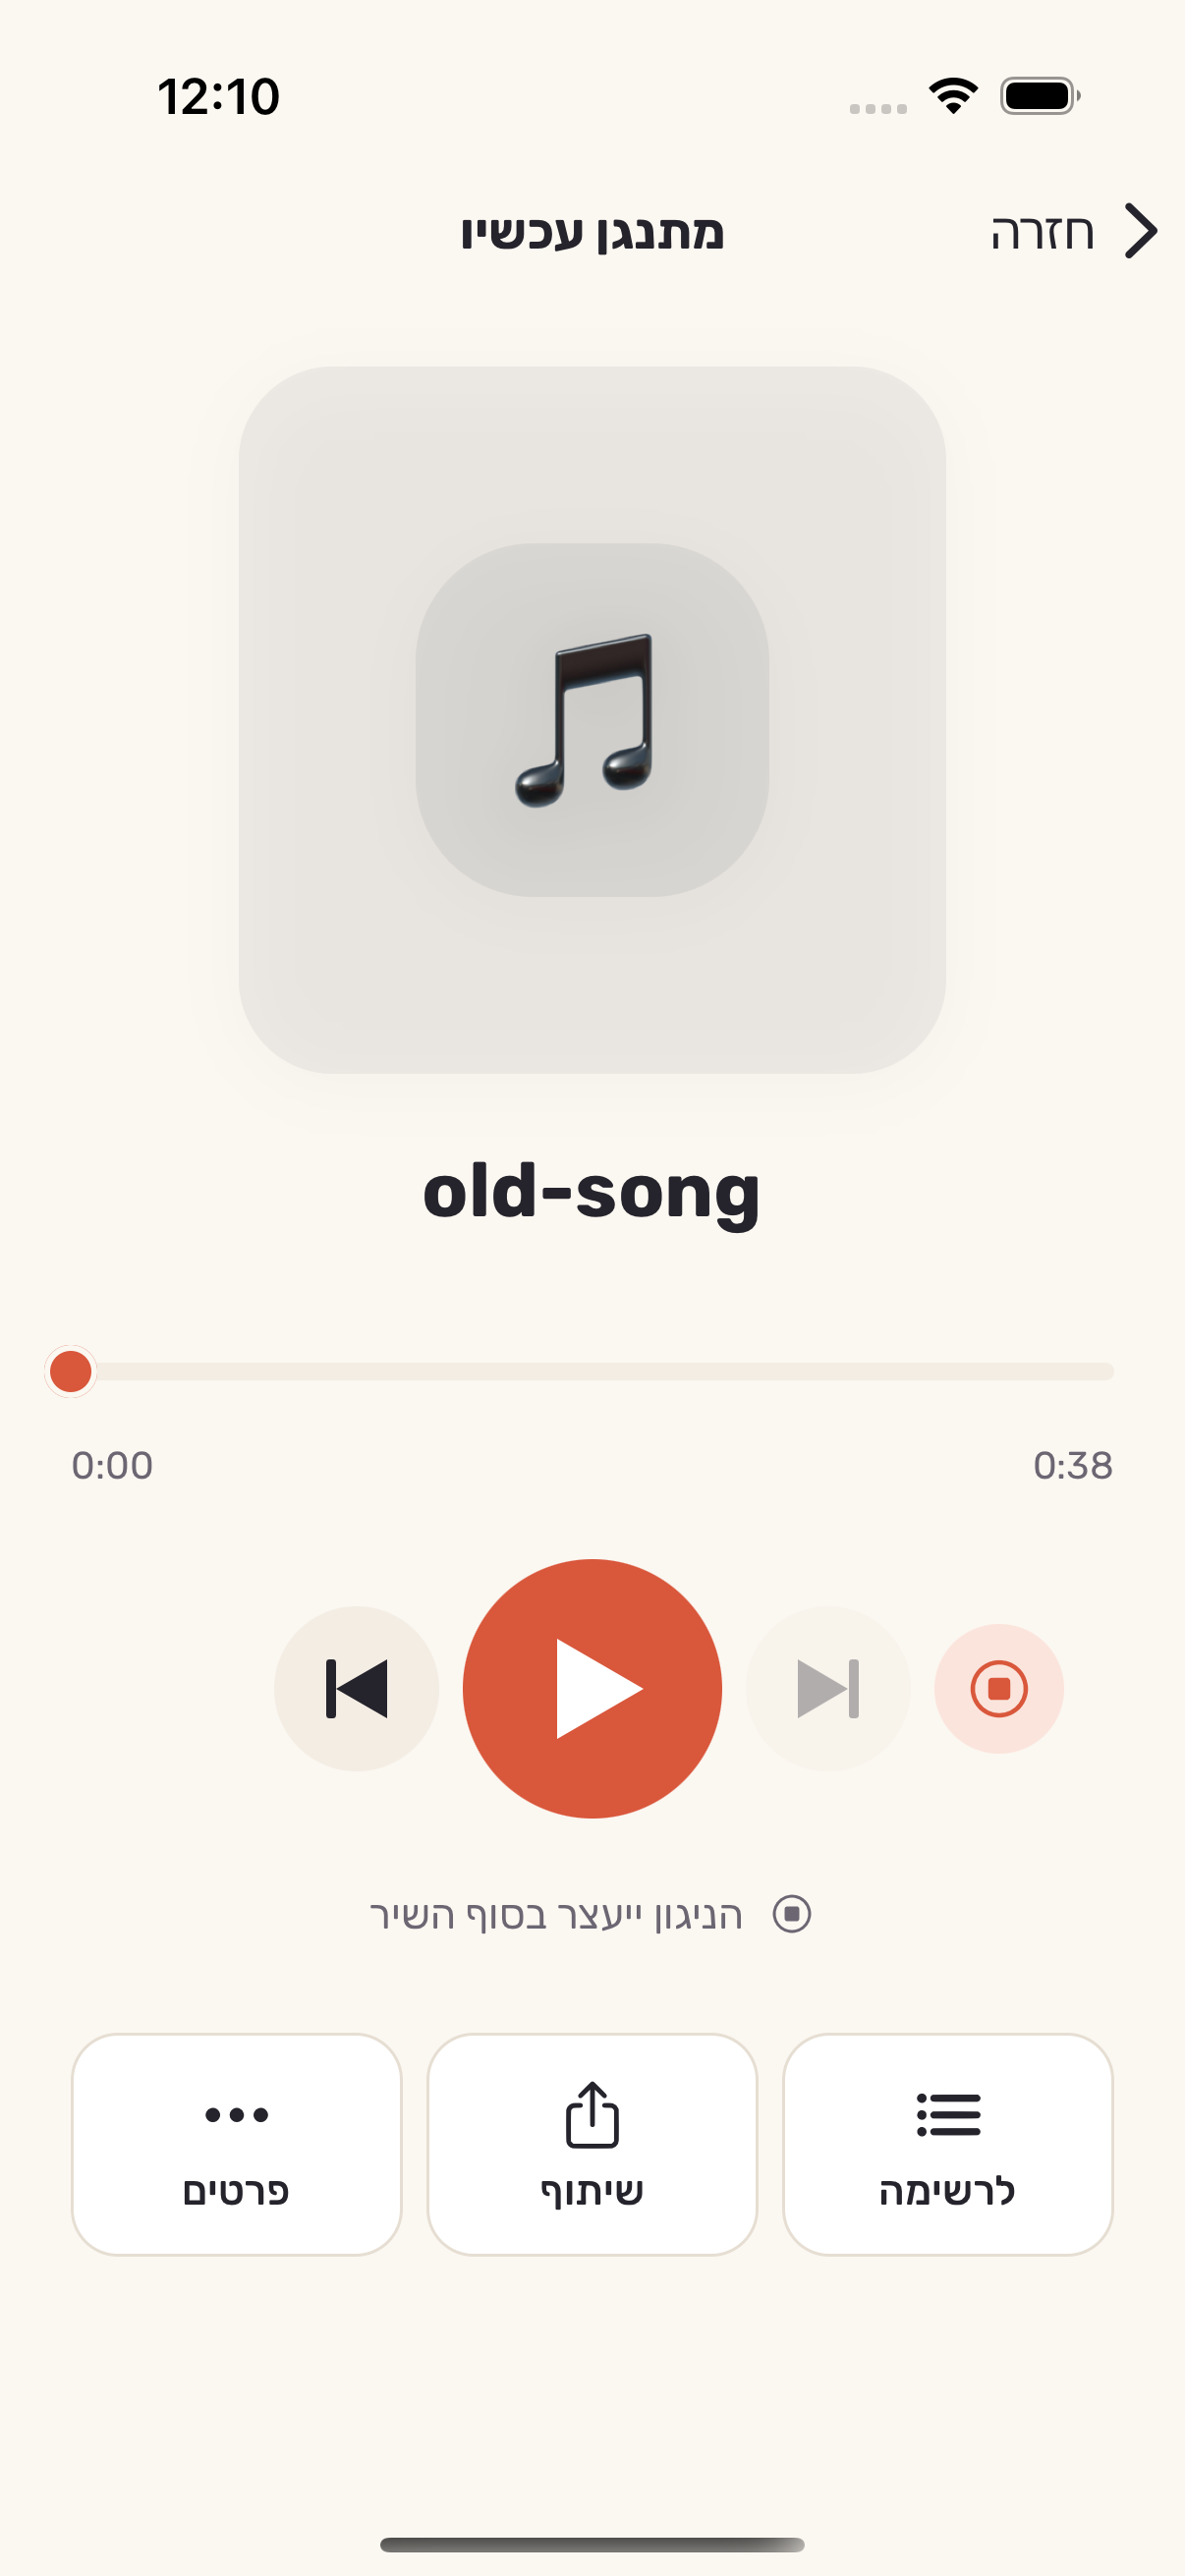 12:10
חזרה
מתנגן עכשיו
old-song
0:00
0:38
הניגון ייעצר בסוף השיר
לרשימה
שיתוף
פרטים